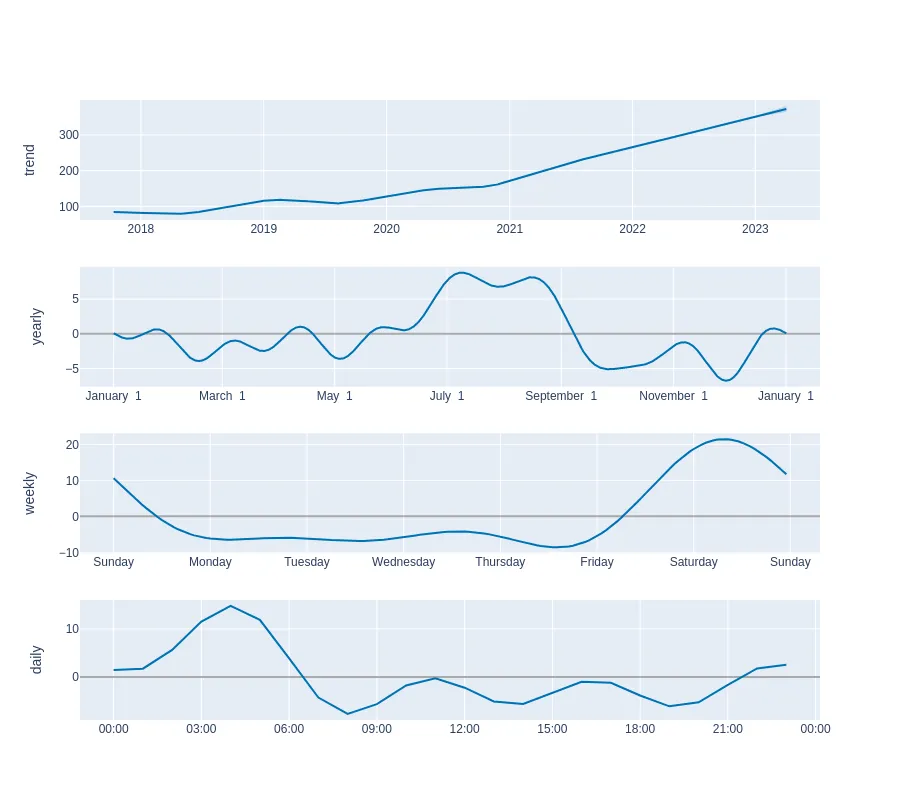 trend
300
200
100
2018 2019 2020 2021 2022 2023
yearly
5
0
−5
January 1 March 1 May 1 July 1 September 1 November 1 January 1
weekly
20
10
0
−10
Sunday Monday Tuesday Wednesday Thursday Friday Saturday Sunday
daily
10
0
00:00 03:00 06:00 09:00 12:00 15:00 18:00 21:00 00:00